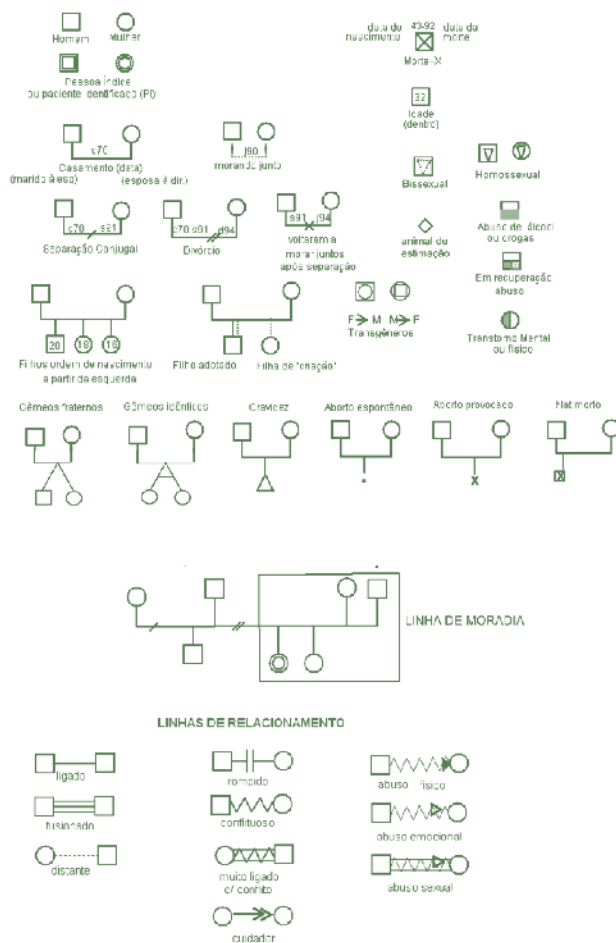 Homem
Mulher
Pessoa Índice
ou paciente identificado (PI)
data do
nascimento
43-92
data da
morte
Morte-X
32
Idade
(dentro)
c70
Casamento (data)
(marido à esq)
(esposa à dir.)
j90
morando junto
Bissexual
Homossexual
c70 s91
Separação Conjugal
c70 s91 d94
Divórcio
s91 j94
voltaram a
morar juntos
após separação
animal de
estimação
Abuso de álcool
ou drogas
Em recuperação
abuso
20
18
16
Filhos ordem de nascimento
a partir da esquerda
Filho adotado
Filha de "criação"
F M M F
Transgêneros
Transtorno Mental
ou físico
Gêmeos fraternos
Gêmeos idênticos
Gravidez
Aborto espontâneo
Aborto provocado
Natimorto
X
LINHA DE MORADIA
LINHAS DE RELACIONAMENTO
ligado
rompido
abuso físico
fusionado
conflituoso
abuso emocional
distante
muito ligado
c/ conflito
abuso sexual
cuidador